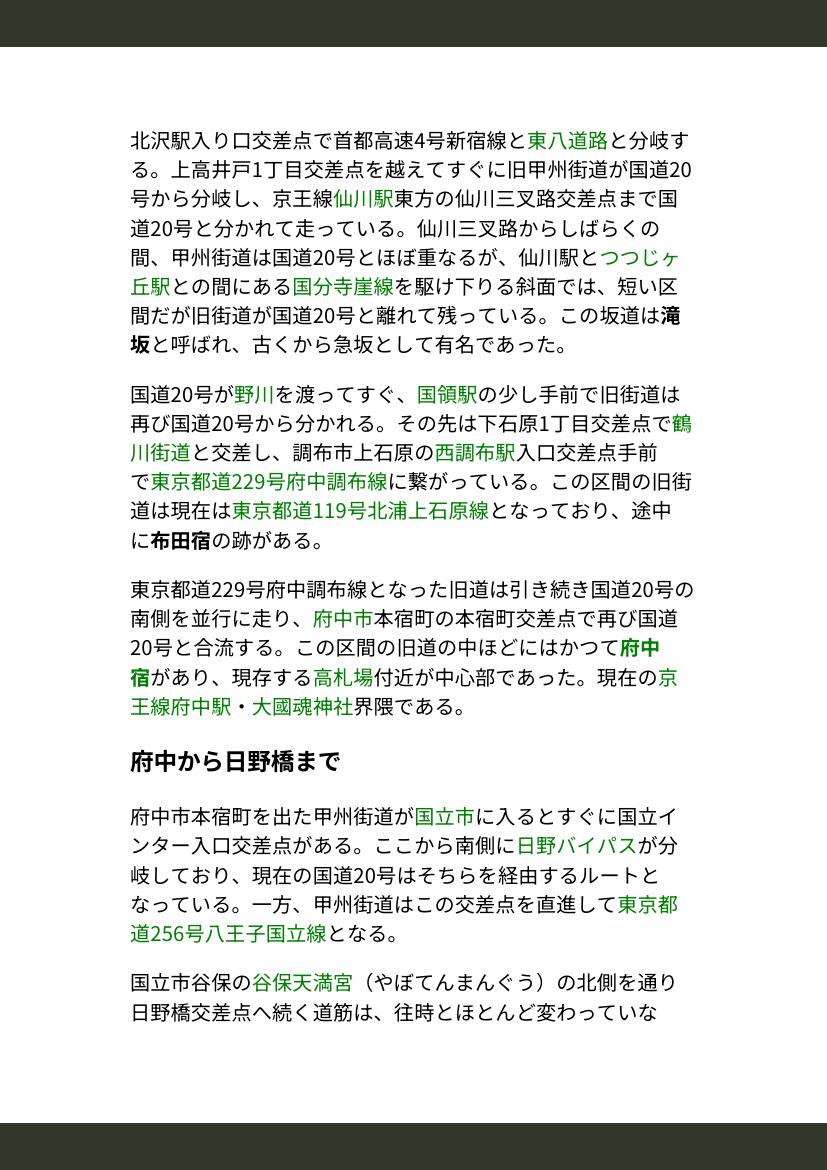 北沢駅入り口交差点で首都高速4号新宿線と東八道路と分岐す
る。上高井戸1丁目交差点を越えてすぐに旧甲州街道が国道20
号から分岐し、京王線仙川駅東方の仙川三叉路交差点まで国
道20号と分かれて走っている。仙川三叉路からしばらくの
間、甲州街道は国道20号とほぼ重なるが、仙川駅とつつじヶ
丘駅との間にある国分寺崖線を駆け下りる斜面では、短い区
間だが旧街道が国道20号と離れて残っている。この坂道は滝
坂と呼ばれ、古くから急坂として有名であった。
国道20号が野川を渡ってすぐ、国領駅の少し手前で旧街道は
再び国道20号から分かれる。その先は下石原1丁目交差点で鶴
川街道と交差し、調布市上石原の西調布駅入口交差点手前
で東京都道229号府中調布線に繋がっている。この区間の旧街
道は現在は東京都道119号北浦上石原線となっており、途中
に布田宿の跡がある。
東京都道229号府中調布線となった旧道は引き続き国道20号の
南側を並行に走り、府中市本宿町の本宿町交差点で再び国道
20号と合流する。この区間の旧道の中ほどにはかつて府中
宿があり、現存する高札場付近が中心部であった。現在の京
王線府中駅・大國魂神社界隈である。
府中から日野橋まで
府中市本宿町を出た甲州街道が国立市に入るとすぐに国立イ
ンター入口交差点がある。ここから南側に日野バイパスが分
岐しており、現在の国道20号はそちらを経由するルートと
なっている。一方、甲州街道はこの交差点を直進して東京都
道256号八王子国立線となる。
国立市谷保の谷保天満宮（やぼてんまんぐう）の北側を通り
日野橋交差点へ続く道筋は、往時とほとんど変わっていな